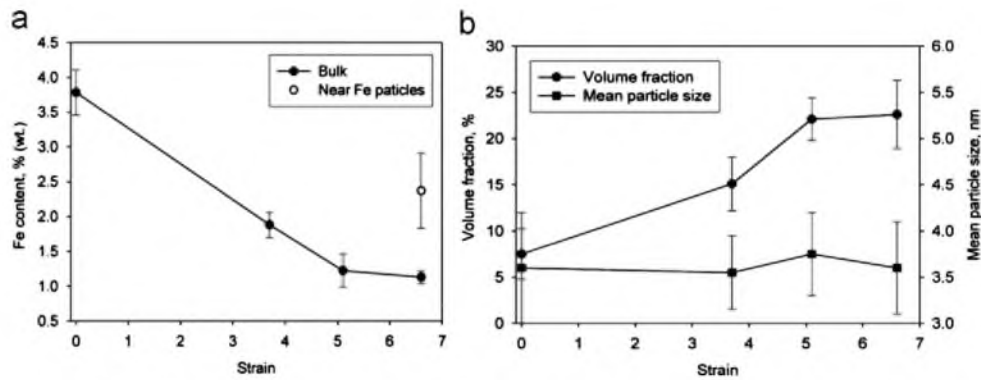 a
4.5
4.0
3.5
3.0
2.5
2.0
1.5
1.0
0.5
Fe content, % (wt.)
Bulk
Near Fe paticles
0 1 2 3 4 5 6 7
Strain
b
30
25
20
15
10
5
0
Volume fraction, %
Volume fraction
Mean particle size
6.0
5.5
5.0
4.5
4.0
3.5
3.0
Mean particle size, nm
0 1 2 3 4 5 6 7
Strain